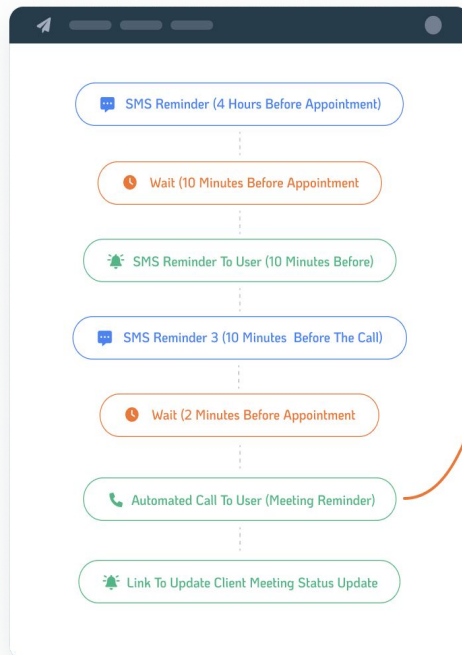 SMS Reminder (4 Hours Before Appointment)
Wait (10 Minutes Before Appointment
SMS Reminder To User (10 Minutes Before)
SMS Reminder 3 (10 Minutes Before The Call)
Wait (2 Minutes Before Appointment
Automated Call To User (Meeting Reminder)
Link To Update Client Meeting Status Update